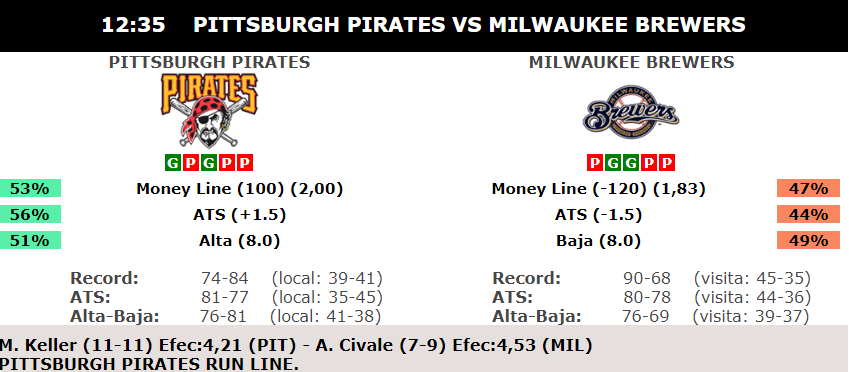 12:35 PITTSBURGH PIRATES VS MILWAUKEE BREWERS
PITTSBURGH PIRATES MILWAUKEE BREWERS
PIRATES
MILWAUKEE
Brewers
G P G P P P G G P P
53% Money Line (100) (2,00) Money Line (-120) (1,83) 47%
56% ATS (+1.5) ATS (-1.5) 44%
51% Alta (8.0) Baja (8.0) 49%
Record: 74-84 (local: 39-41) Record: 90-68 (visita: 45-35)
ATS: 81-77 (local: 35-45) ATS: 80-78 (visita: 44-36)
Alta-Baja: 76-81 (local: 41-38) Alta-Baja: 76-69 (visita: 39-37)
M. Keller (11-11) Efec:4,21 (PIT) - A. Civale (7-9) Efec:4,53 (MIL)
PITTSBURGH PIRATES RUN LINE.